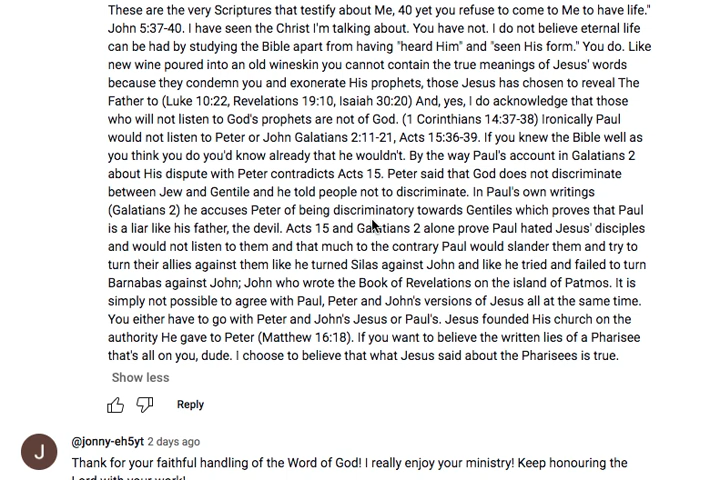 These are the very Scriptures that testify about Me, 40 yet you refuse to come to Me to have life."
John 5:37-40. I have seen the Christ I'm talking about. You have not. I do not believe eternal life
can be had by studying the Bible apart from having "heard Him" and "seen His form." You do. Like
new wine poured into an old wineskin you cannot contain the true meanings of Jesus' words
because they condemn you and exonerate His prophets, those Jesus has chosen to reveal The
Father to (Luke 10:22, Revelations 19:10, Isaiah 30:20) And, yes, I do acknowledge that those
who will not listen to God's prophets are not of God. (1 Corinthians 14:37-38) Ironically Paul
would not listen to Peter or John Galatians 2:11-21, Acts 15:36-39. If you knew the Bible well as
you think you do you'd know already that he wouldn't. By the way Paul's account in Galatians 2
about His dispute with Peter contradicts Acts 15. Peter said that God does not discriminate
between Jew and Gentile and he told people not to discriminate. In Paul's own writings
(Galatians 2) he accuses Peter of being discriminatory towards Gentiles which proves that Paul
is a liar like his father, the devil. Acts 15 and Galatians 2 alone prove Paul hated Jesus' disciples
and would not listen to them and that much to the contrary Paul would slander them and try to
turn their allies against them like he turned Silas against John and like he tried and failed to turn
Barnabas against John; John who wrote the Book of Revelations on the island of Patmos. It is
simply not possible to agree with Paul, Peter and John's versions of Jesus all at the same time.
You either have to go with Peter and John's Jesus or Paul's. Jesus founded His church on the
authority He gave to Peter (Matthew 16:18). If you want to believe the written lies of a Pharisee
that's all on you, dude. I choose to believe that what Jesus said about the Pharisees is true.
Show less
Reply
J
@jonny-eh5yt 2 days ago
Thank for your faithful handling of the Word of God! I really enjoy your ministry! Keep honouring the
Lord with your work!